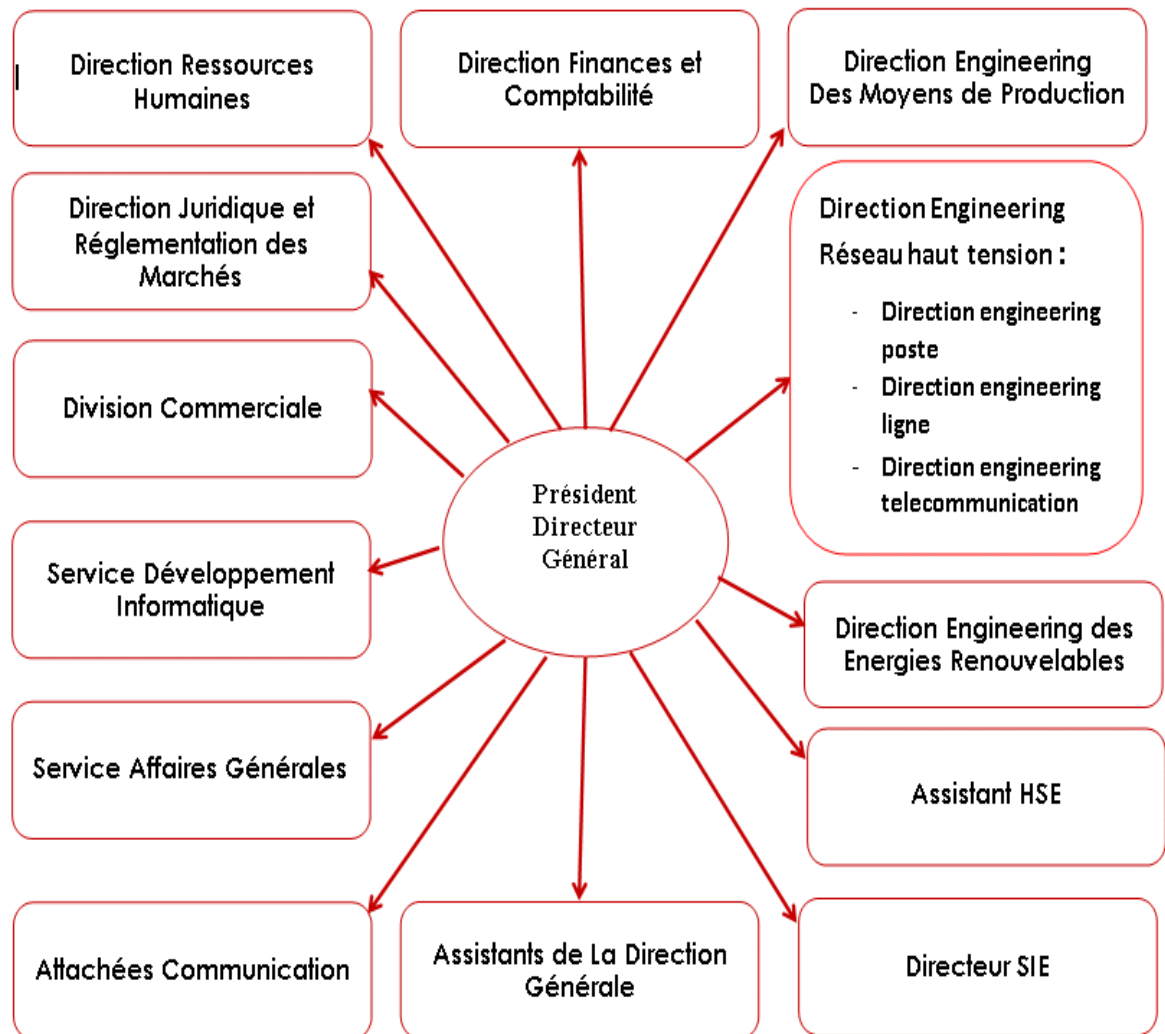 Direction Ressources
Humaines
Direction Finances et
Comptabilité
Direction Engineering
Des Moyens de Production
Direction Juridique et
Réglementation des
Marchés
Direction Engineering
Réseau haut tension :
- Direction engineering
poste
- Direction engineering
ligne
- Direction engineering
telecommunication
Division Commerciale
Président
Directeur
Général
Service Développement
Informatique
Direction Engineering des
Energies Renouvelables
Service Affaires Générales
Assistant HSE
Attachées Communication
Assistants de La Direction
Générale
Directeur SIE